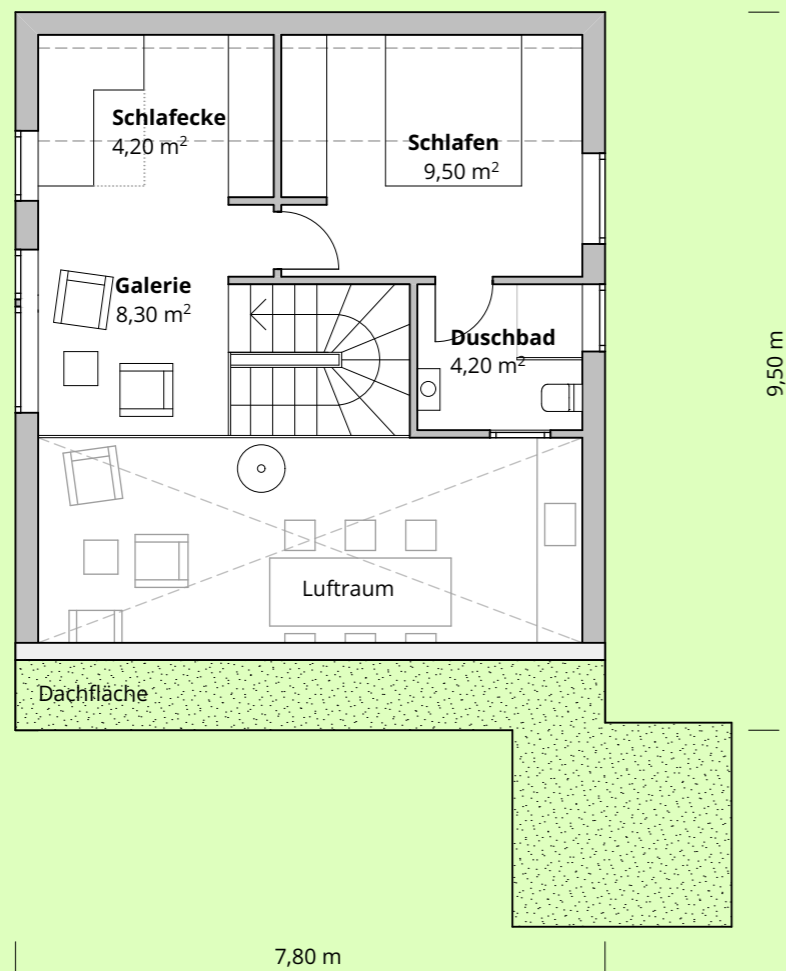 Schlafecke
4,20 m²
Schlafen
9,50 m²
Galerie
8,30 m²
Duschbad
4,20 m²
9,50 m
Luftraum
Dachfläche
7,80 m